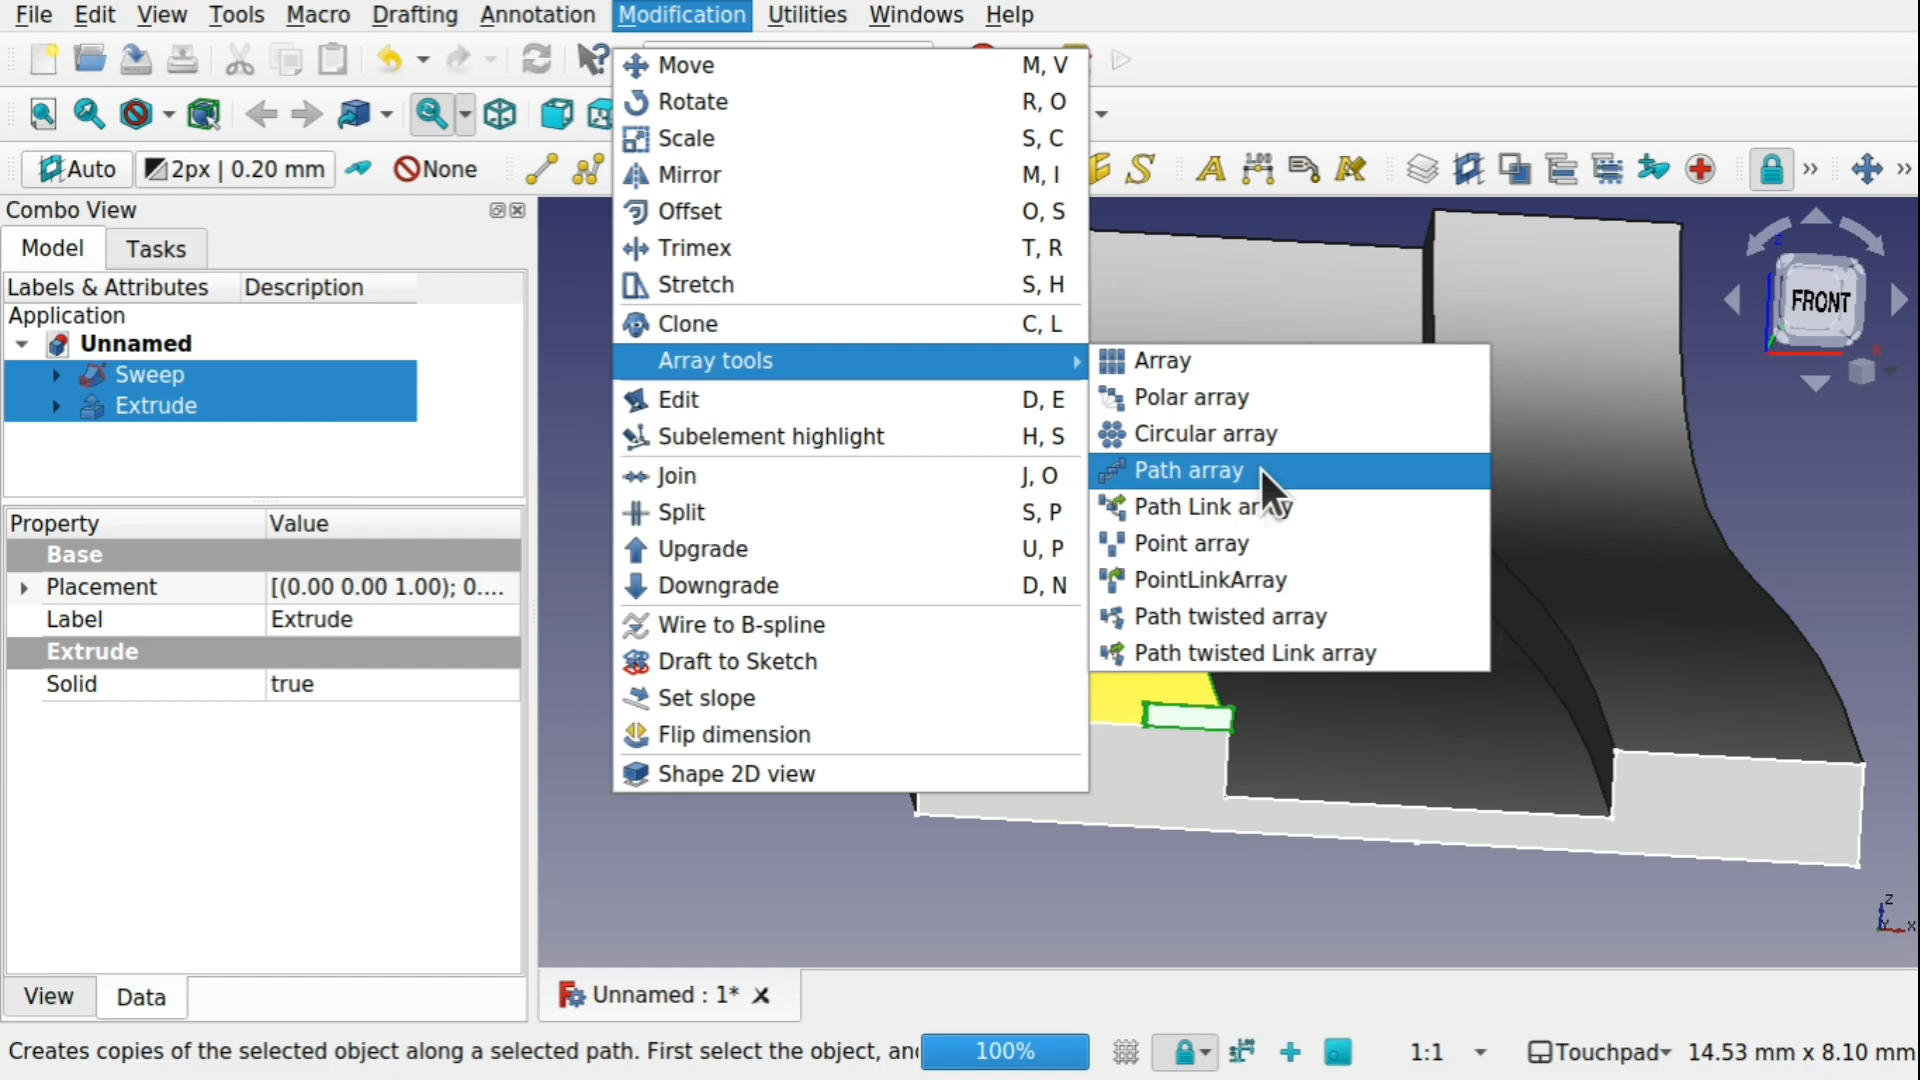 File Edit View Tools Macro Drafting Annotation Modification Utilities Windows Help
Auto 2px | 0.20 mm None
Combo View
Model Tasks
Labels & Attributes Description
Application
Unnamed
Sweep
Extrude
Property Value
Base
Placement [(0.00 0.00 1.00); 0....
Label Extrude
Extrude
Solid true
View Data
Move M, V
Rotate R, O
Scale S, C
Mirror M, I
Offset O, S
Trimex T, R
Stretch S, H
Clone C, L
Array tools
Edit D, E
Subelement highlight H, S
Join J, O
Split S, P
Upgrade U, P
Downgrade D, N
Wire to B-spline
Draft to Sketch
Set slope
Flip dimension
Shape 2D view
Array
Polar array
Circular array
Path array
Path Link array
Point array
PointLinkArray
Path twisted array
Path twisted Link array
FRONT
Z
X
Z
Y
X
Unnamed : 1*
Creates copies of the selected object along a selected path. First select the object, an 100% 1:1 Touchpad 14.53 mm x 8.10 mm